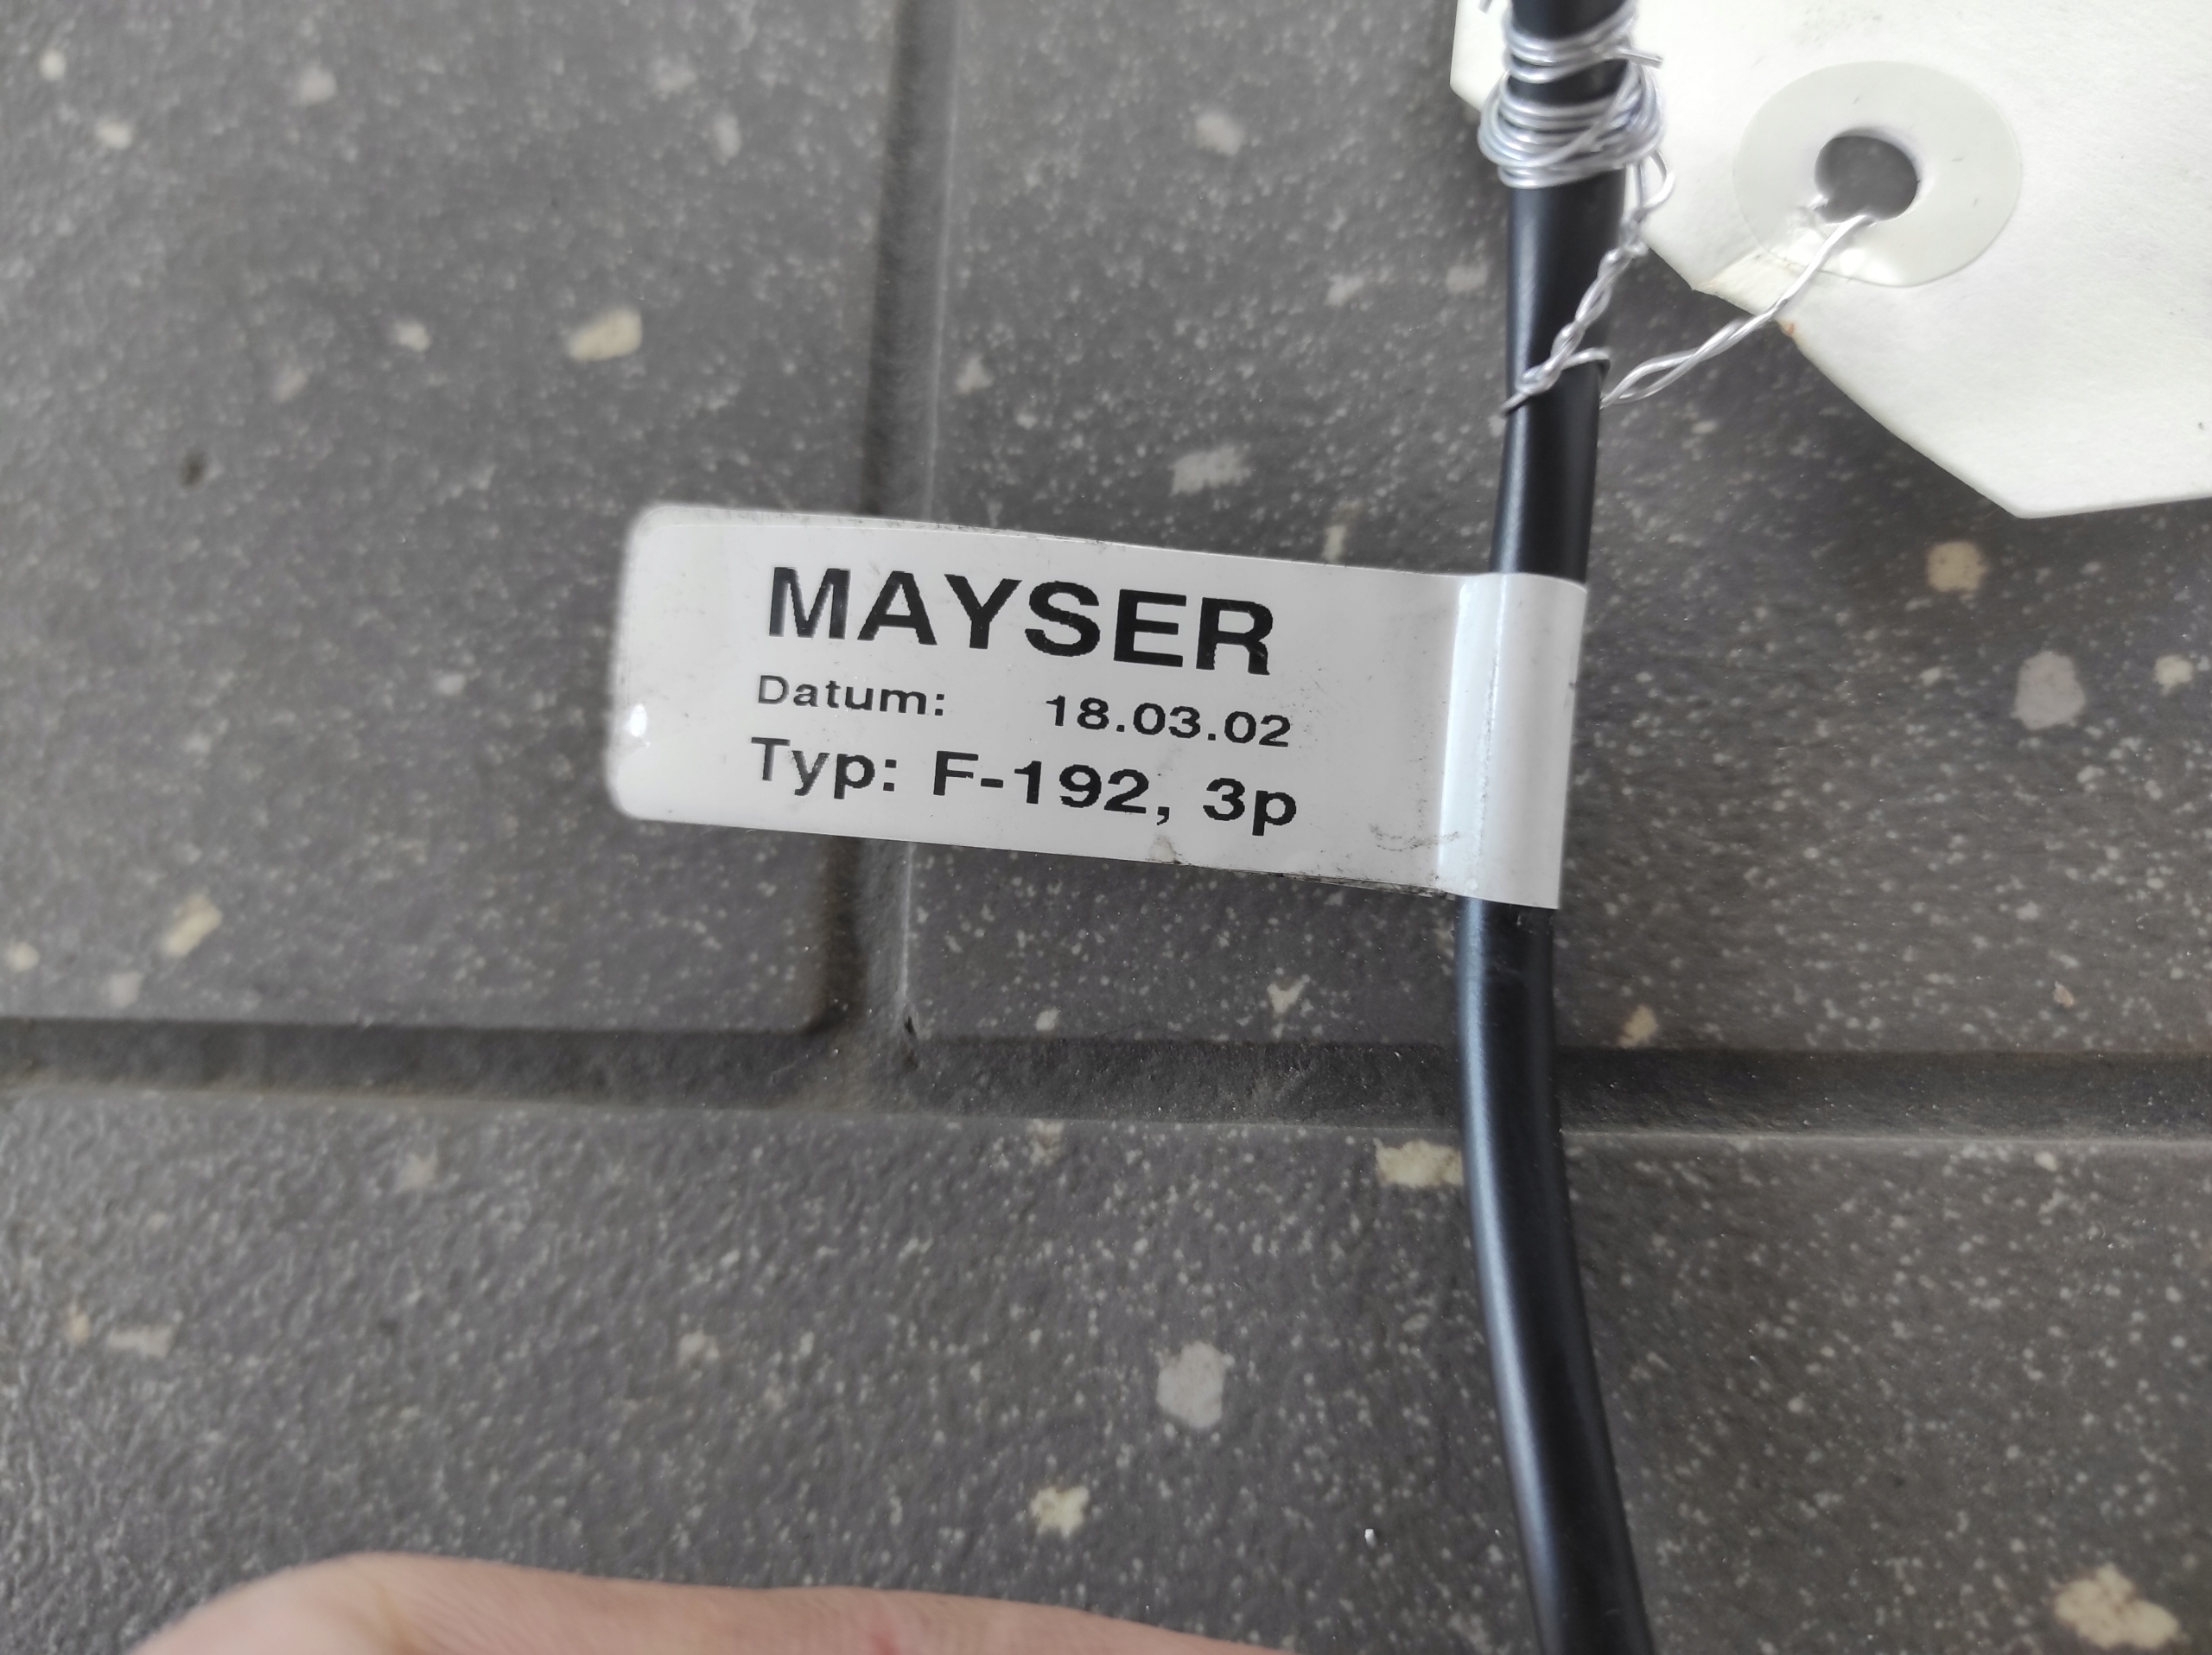 MAYSER
Datum: 18.03.02
Typ: F-192, 3p